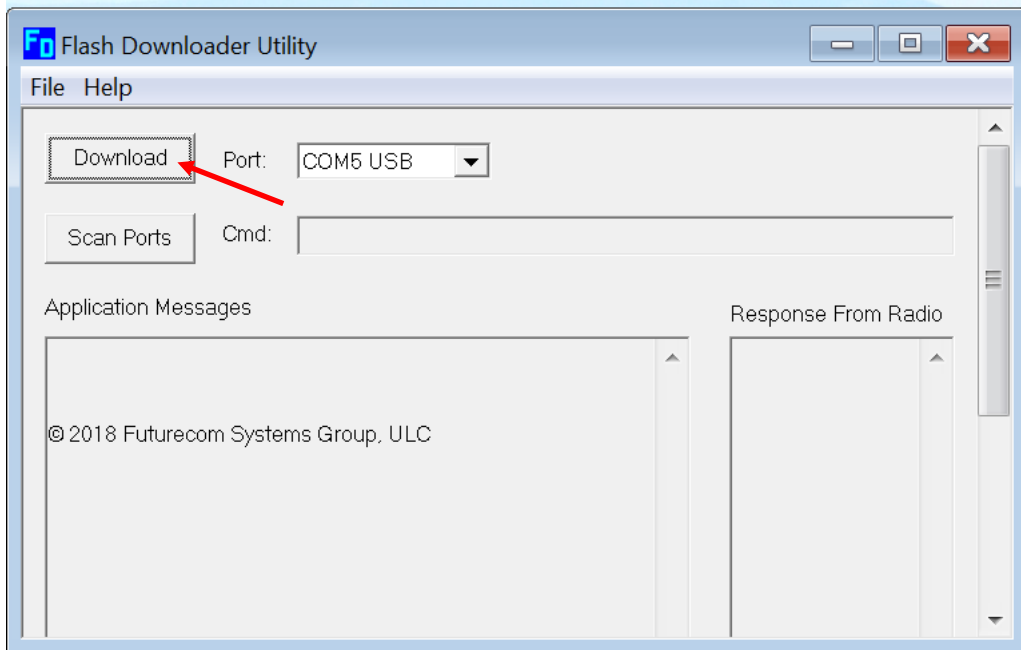 FD Flash Downloader Utility
File Help
Download Port: COM5 USB
Scan Ports Cmd:
Application Messages
Response From Radio
© 2018 Futurecom Systems Group, ULC